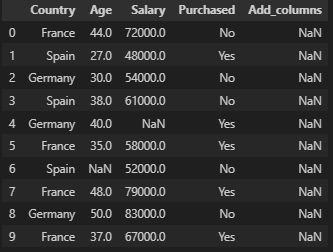 Country Age Salary Purchased Add_columns
0 France 44.0 72000.0 No NaN
1 Spain 27.0 48000.0 Yes NaN
2 Germany 30.0 54000.0 No NaN
3 Spain 38.0 61000.0 No NaN
4 Germany 40.0 NaN Yes NaN
5 France 35.0 58000.0 Yes NaN
6 Spain NaN 52000.0 No NaN
7 France 48.0 79000.0 Yes NaN
8 Germany 50.0 83000.0 No NaN
9 France 37.0 67000.0 Yes NaN